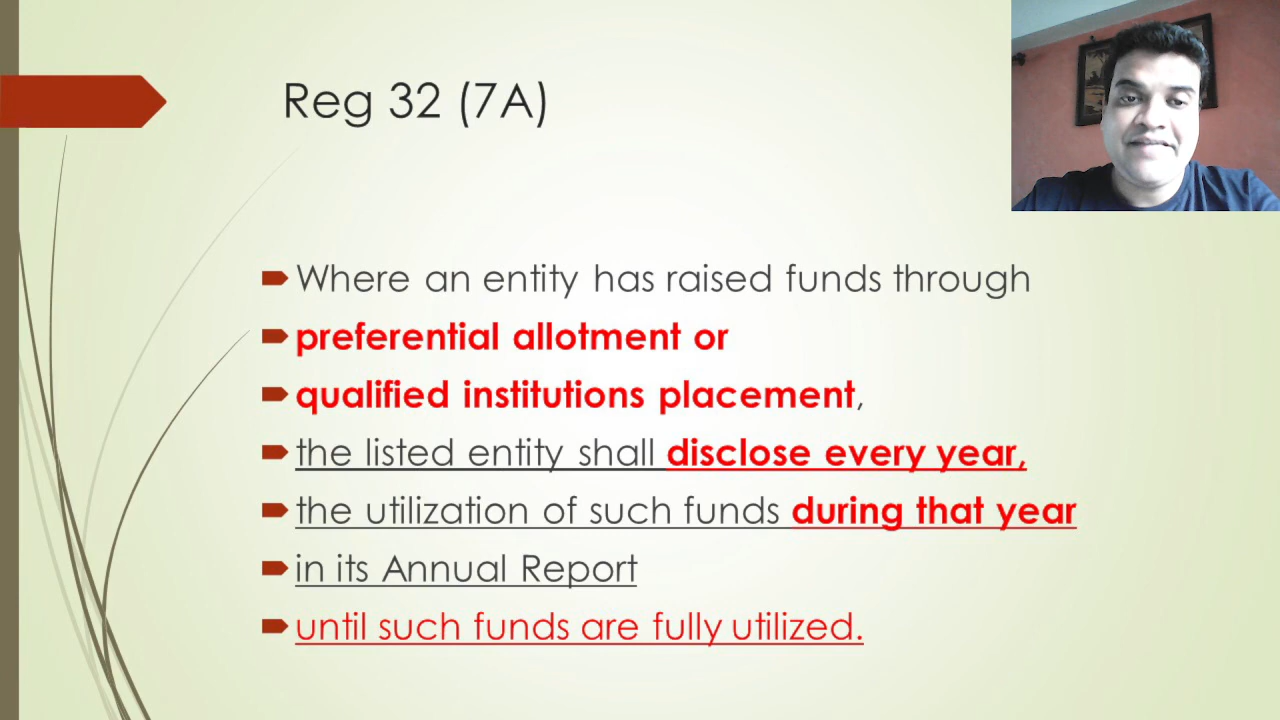 Reg 32 (7A)
Where an entity has raised funds through
preferential allotment or
qualified institutions placement,
the listed entity shall disclose every year,
the utilization of such funds during that year
in its Annual Report
until such funds are fully utilized.